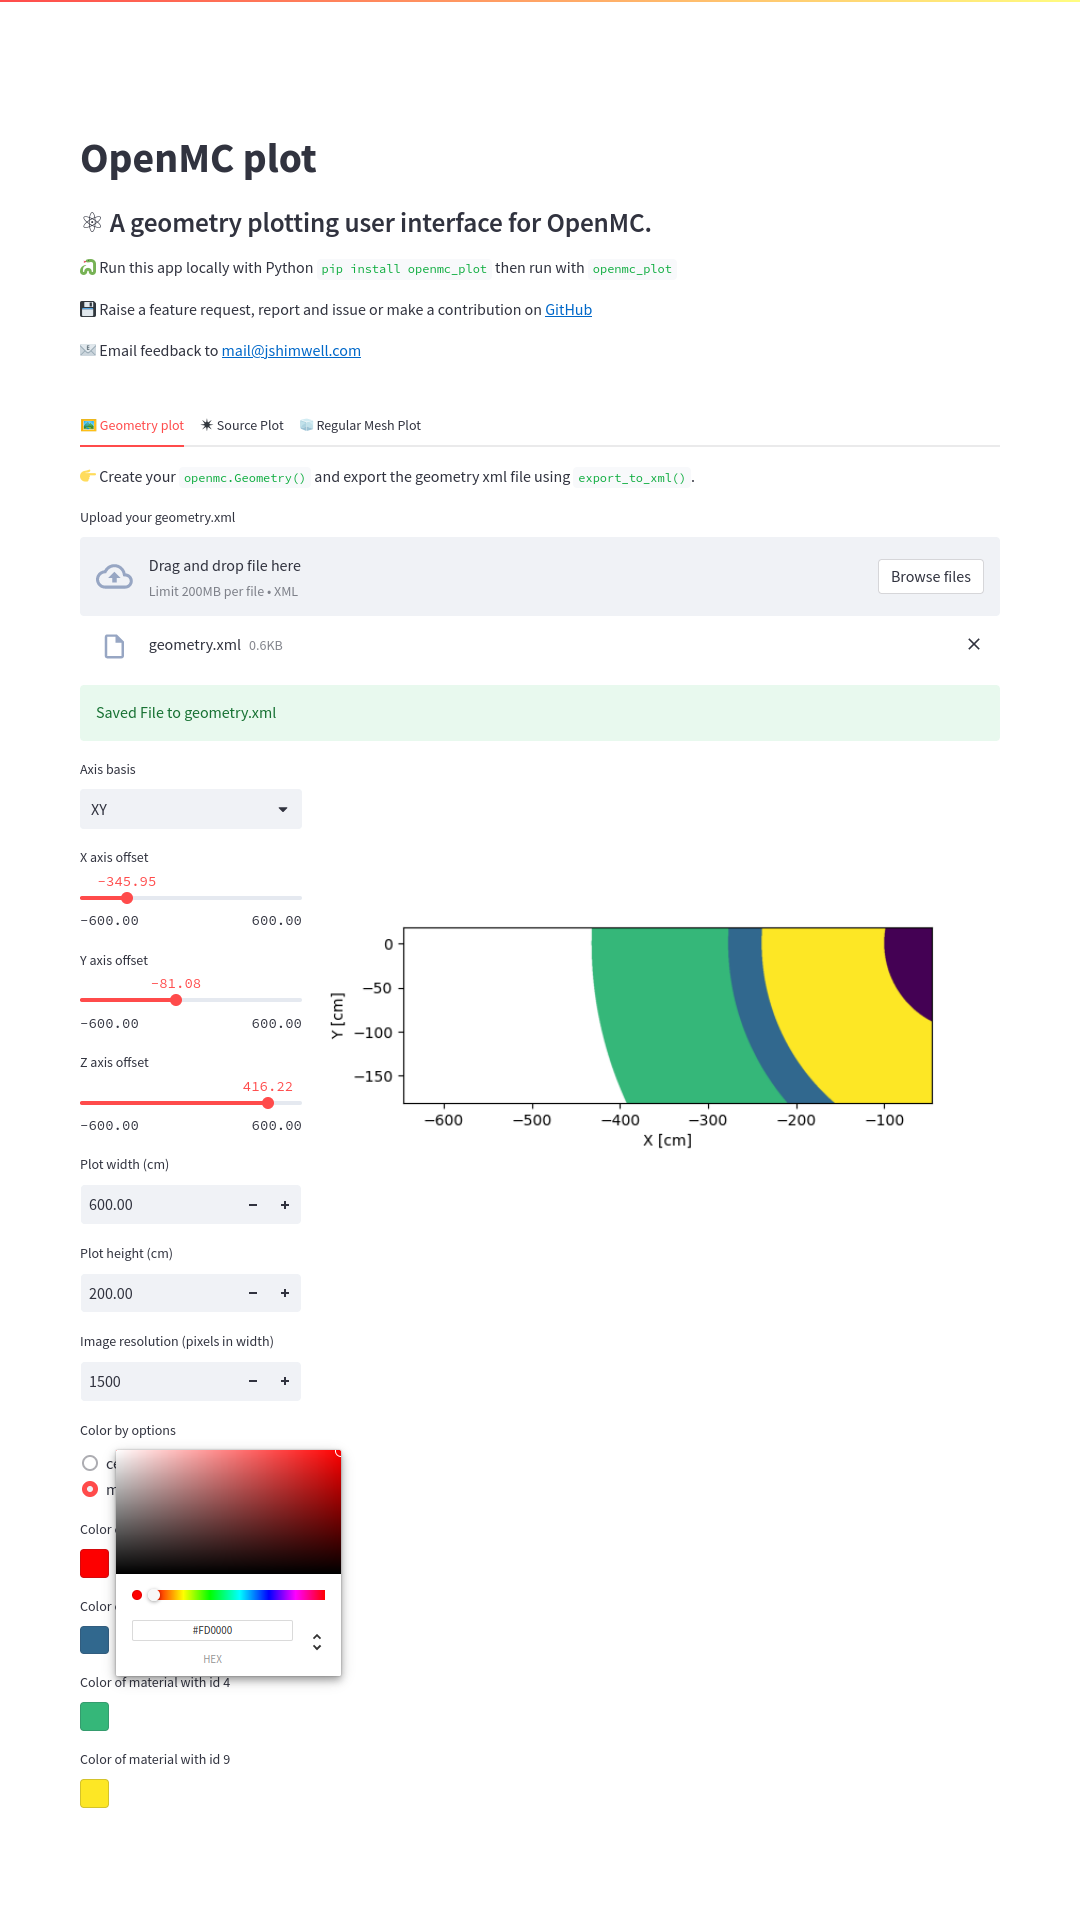 OpenMC plot
⚛ A geometry plotting user interface for OpenMC.
🐍 Run this app locally with Python pip install openmc_plot then run with openmc_plot
💾 Raise a feature request, report and issue or make a contribution on GitHub
📧 Email feedback to mail@jshimwell.com
🖼️ Geometry plot ✷ Source Plot 🧊 Regular Mesh Plot
👉 Create your openmc.Geometry() and export the geometry xml file using export_to_xml() .
Upload your geometry.xml
Drag and drop file here
Limit 200MB per file • XML
Browse files
geometry.xml 0.6KB
Saved File to geometry.xml
Axis basis
XY
X axis offset
-345.95
-600.00 600.00
Y axis offset
-81.08
-600.00 600.00
Z axis offset
416.22
-600.00 600.00
Plot width (cm)
600.00
Plot height (cm)
200.00
Image resolution (pixels in width)
1500
Color by options
Color
Color
#FD0000
HEX
Color of material with id 4
Color of material with id 9
0
−50
−100
−150
Y [cm]
−600 −500 −400 −300 −200 −100
X [cm]